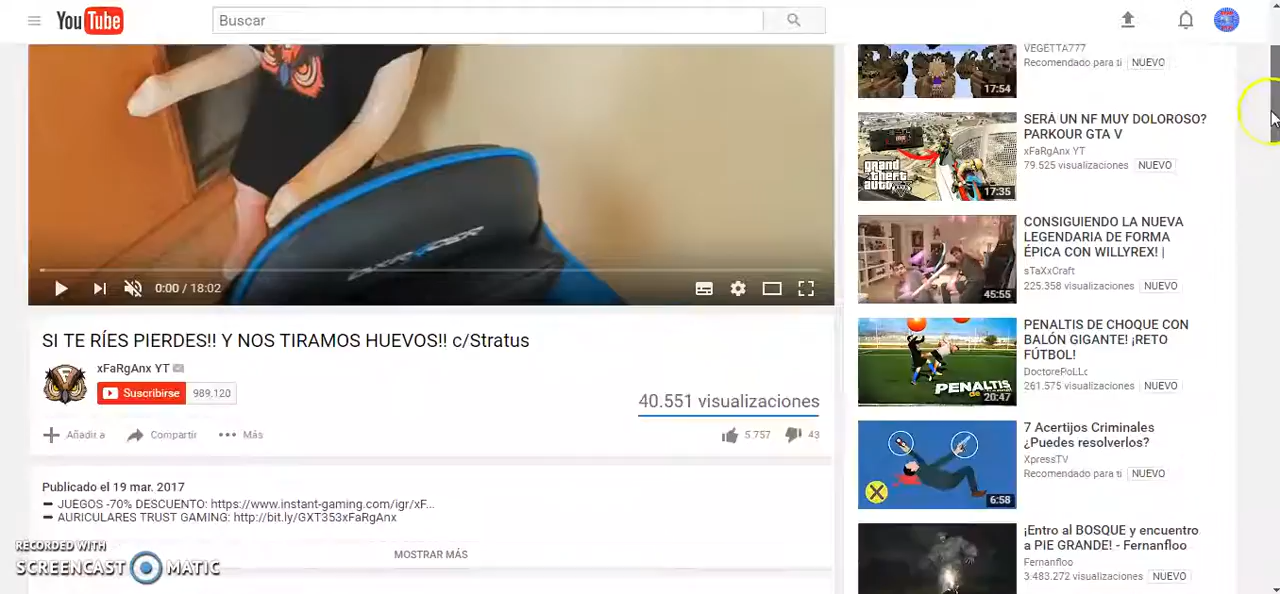 YouTube
Buscar
DXRACER
0:00 / 18:02
SI TE RÍES PIERDES!! Y NOS TIRAMOS HUEVOS!! c/Stratus
xFaRgAnx YT
Suscribirse 989.120
40.551 visualizaciones
Añadir a Compartir Más
5.757 43
Publicado el 19 mar. 2017
➡ JUEGOS -70% DESCUENTO: https://www.instant-gaming.com/igr/xF...
➡ AURICULARES TRUST GAMING: http://bit.ly/GXT353xFaRgAnx
MOSTRAR MÁS
RECORDED WITH
SCREENCAST MATIC
VEGETTA777
Recomendado para ti NUEVO
17:54
SERÁ UN NF MUY DOLOROSO?
PARKOUR GTA V
xFaRgAnx YT
79.525 visualizaciones NUEVO
grand
theft
auto
17:35
CONSIGUIENDO LA NUEVA
LEGENDARIA DE FORMA
ÉPICA CON WILLYREX! |
sTaXxCraft
225.358 visualizaciones NUEVO
45:55
PENALTIS DE CHOQUE CON
BALÓN GIGANTE! ¡RETO
FÚTBOL!
DoctorePoLLo
261.575 visualizaciones NUEVO
PENALTIS
de
20:47
7 Acertijos Criminales
¿Puedes resolverlos?
XpressTV
Recomendado para ti NUEVO
6:58
¡Entro al BOSQUE y encuentro
a PIE GRANDE! - Fernanfloo
Fernanfloo
3.483.272 visualizaciones NUEVO